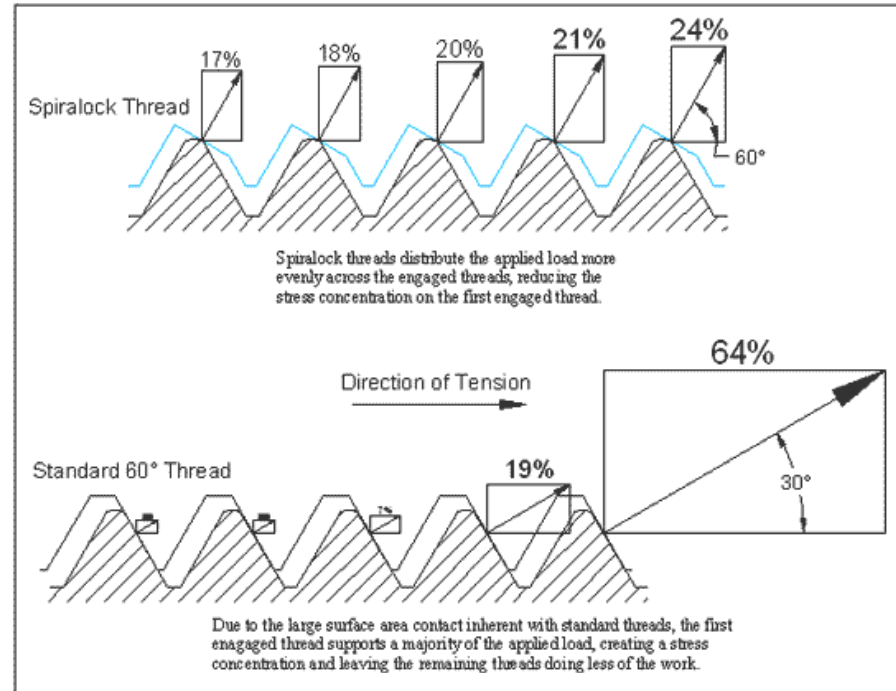 17%
18%
20%
21%
24%
Spiralock Thread
60°
Spiralock threads distribute the applied load more
evenly across the engaged threads, reducing the
stress concentration on the first engaged thread.
64%
Direction of Tension
Standard 60° Thread
19%
7%
30°
Due to the large surface area contact inherent with standard threads, the first
enagaged thread supports a majority of the applied load, creating a stress
concentration and leaving the remaining threads doing less of the work.